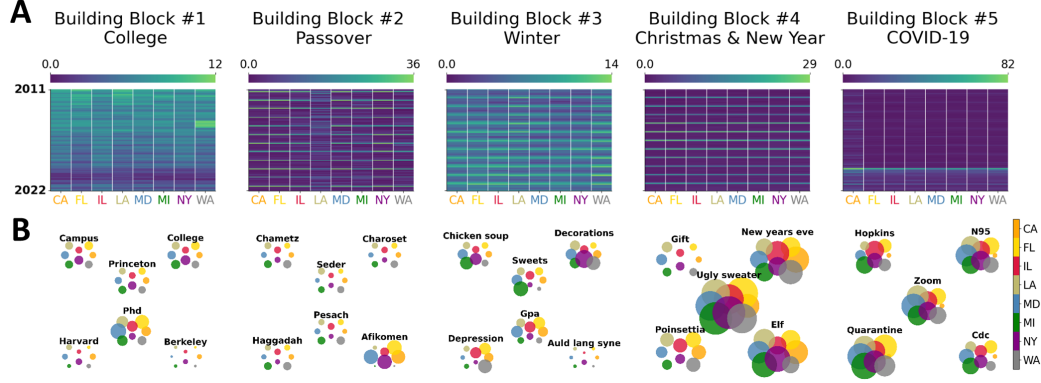 A
Building Block #1
College
Building Block #2
Passover
Building Block #3
Winter
Building Block #4
Christmas & New Year
Building Block #5
COVID-19
0.0 12
0.0 36
0.0 14
0.0 29
0.0 82
2011
2022
CA FL IL LA MD MI NY WA
CA FL IL LA MD MI NY WA
CA FL IL LA MD MI NY WA
CA FL IL LA MD MI NY WA
CA FL IL LA MD MI NY WA
B
Campus
College
Princeton
Phd
Harvard
Berkeley
Chametz
Charoset
Seder
Pesach
Haggadah
Afikomen
Chicken soup
Decorations
Sweets
Gpa
Depression
Auld lang syne
Gift
New years eve
Ugly sweater
Poinsettia
Elf
Hopkins
N95
Zoom
Quarantine
Cdc
CA
FL
IL
LA
MD
MI
NY
WA